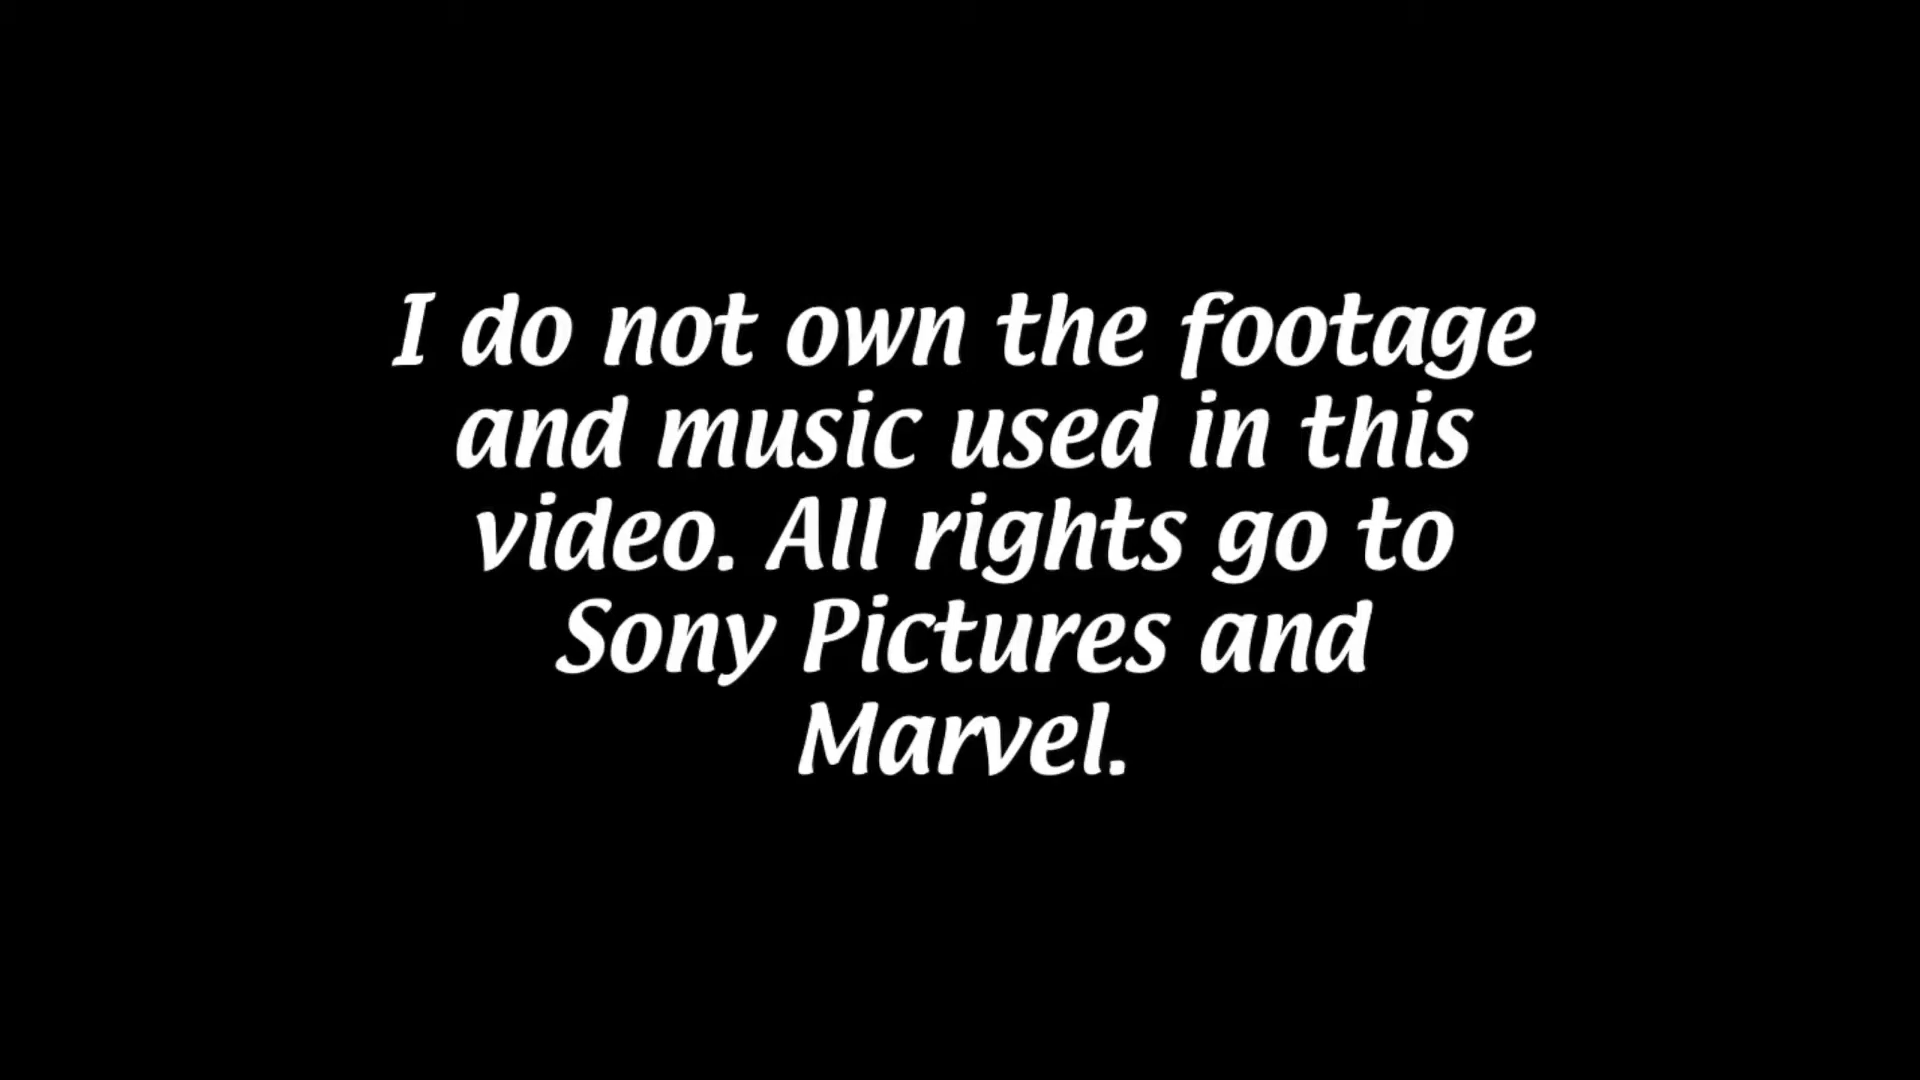 I do not own the footage
and music used in this
video. All rights go to
Sony Pictures and
Marvel.